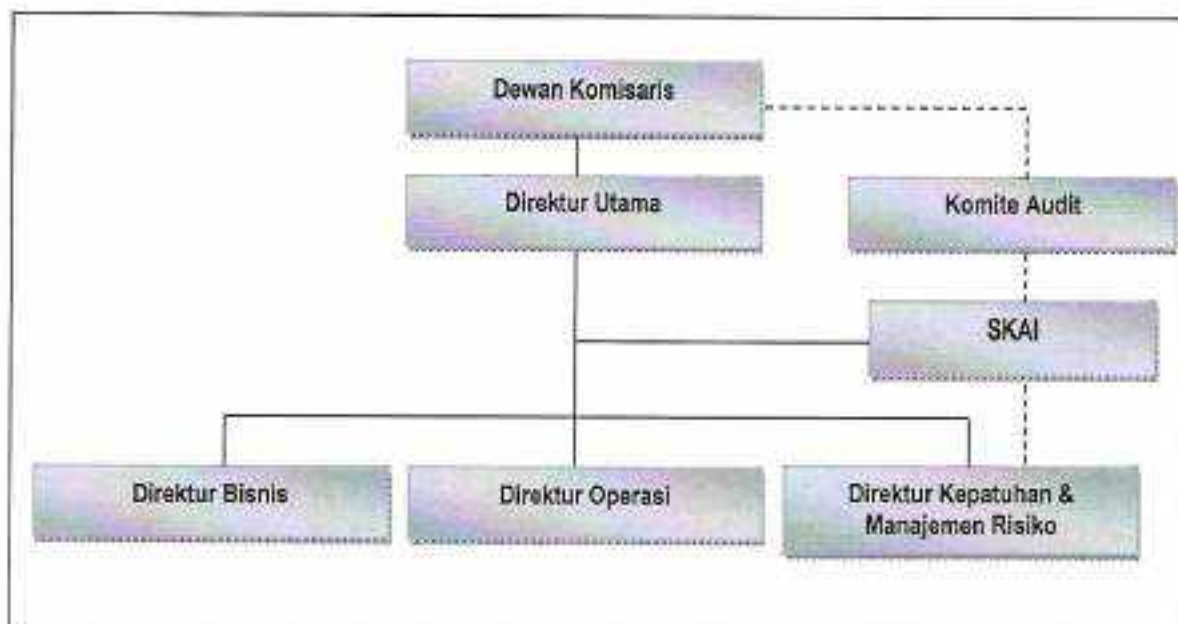 Dewan Komisaris
Direktur Utama
Komite Audit
SKAI
Direktur Bisnis
Direktur Operasi
Direktur Kepatuhan &
Manajemen Risiko